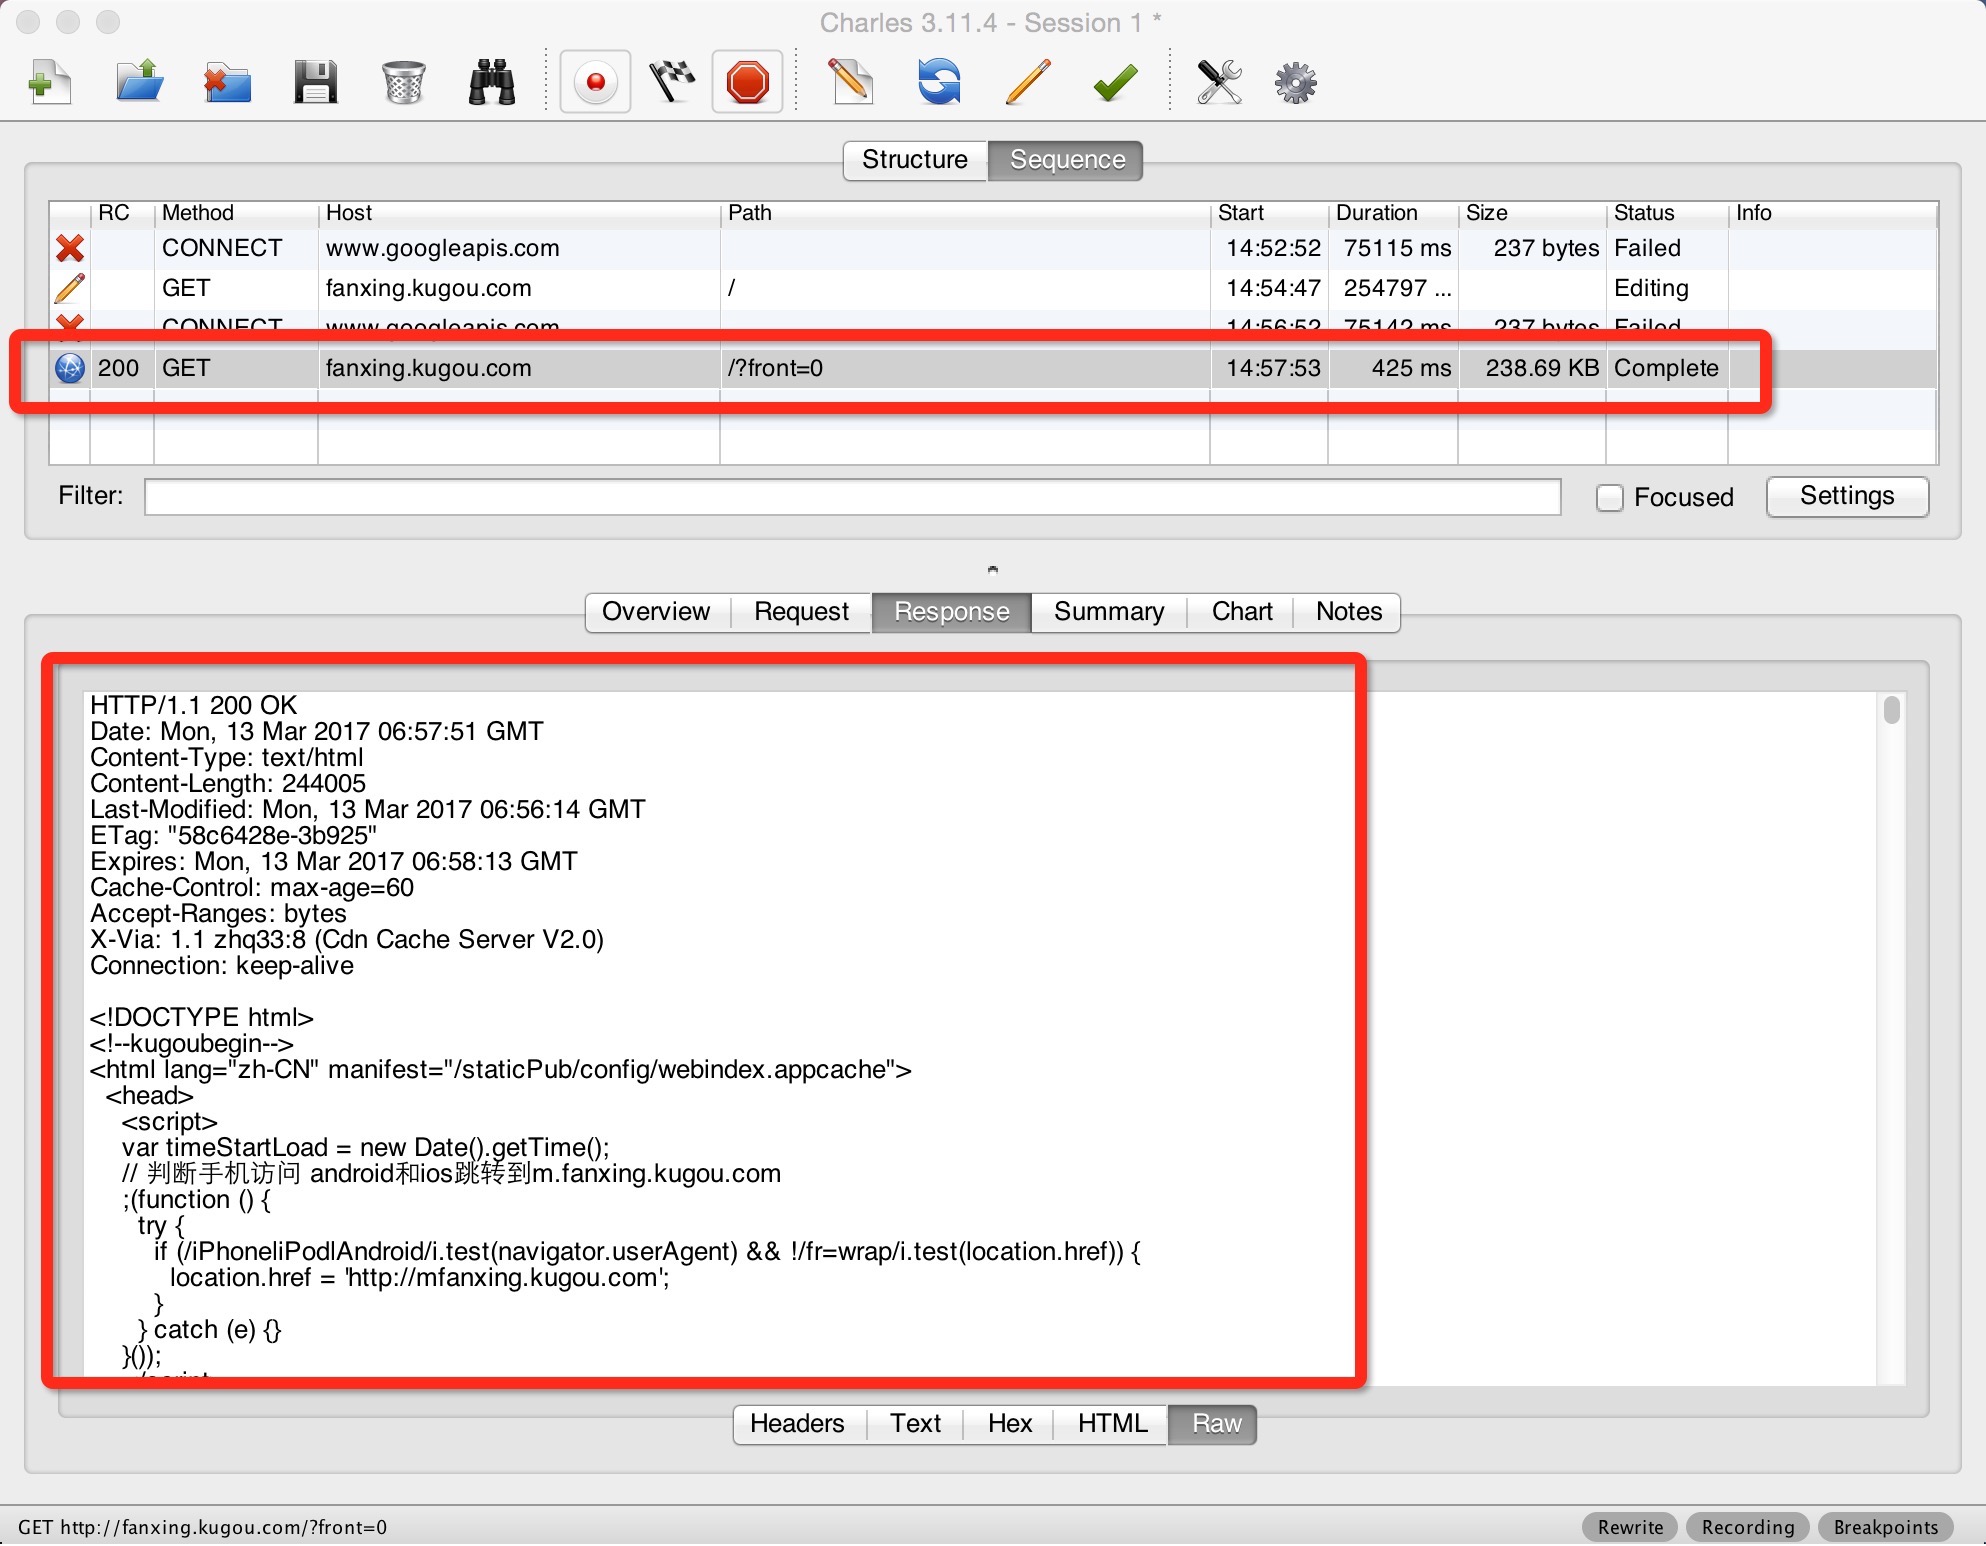 Charles 3.11.4 - Session 1 *
Structure Sequence
RC Method Host Path Start Duration Size Status Info
CONNECT www.googleapis.com 14:52:52 75115 ms 237 bytes Failed
GET fanxing.kugou.com / 14:54:47 254797 ... Editing
CONNECT www.googleapis.com 14:56:52 75142 ms 237 bytes Failed
200 GET fanxing.kugou.com /?front=0 14:57:53 425 ms 238.69 KB Complete
Filter: Focused Settings
Overview Request Response Summary Chart Notes
HTTP/1.1 200 OK
Date: Mon, 13 Mar 2017 06:57:51 GMT
Content-Type: text/html
Content-Length: 244005
Last-Modified: Mon, 13 Mar 2017 06:56:14 GMT
ETag: "58c6428e-3b925"
Expires: Mon, 13 Mar 2017 06:58:13 GMT
Cache-Control: max-age=60
Accept-Ranges: bytes
X-Via: 1.1 zhq33:8 (Cdn Cache Server V2.0)
Connection: keep-alive
<!DOCTYPE html>
<!--kugoubegin-->
<html lang="zh-CN" manifest="/staticPub/config/webindex.appcache">
<head>
<script>
var timeStartLoad = new Date().getTime();
// 判断手机访问 android和ios跳转到m.fanxing.kugou.com
;(function () {
try {
if (/iPhone|iPod|Android/i.test(navigator.userAgent) && !/fr=wrap/i.test(location.href)) {
location.href = 'http://mfanxing.kugou.com';
}
} catch (e) {}
}());
/script
Headers Text Hex HTML Raw
GET http://fanxing.kugou.com/?front=0 Rewrite Recording Breakpoints